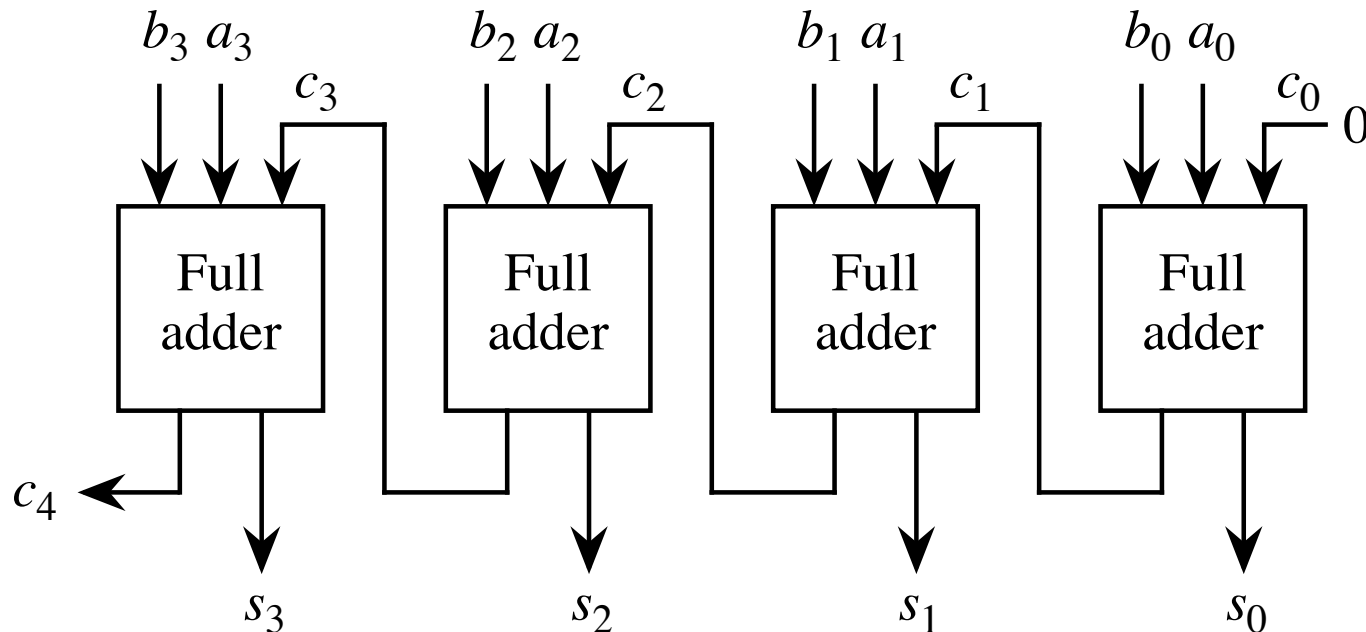 b₃ a₃ b₂ a₂ b₁ a₁ b₀ a₀
c₃ c₂ c₁ c₀
0
Full Full Full Full
adder adder adder adder
c₄
s₃ s₂ s₁ s₀